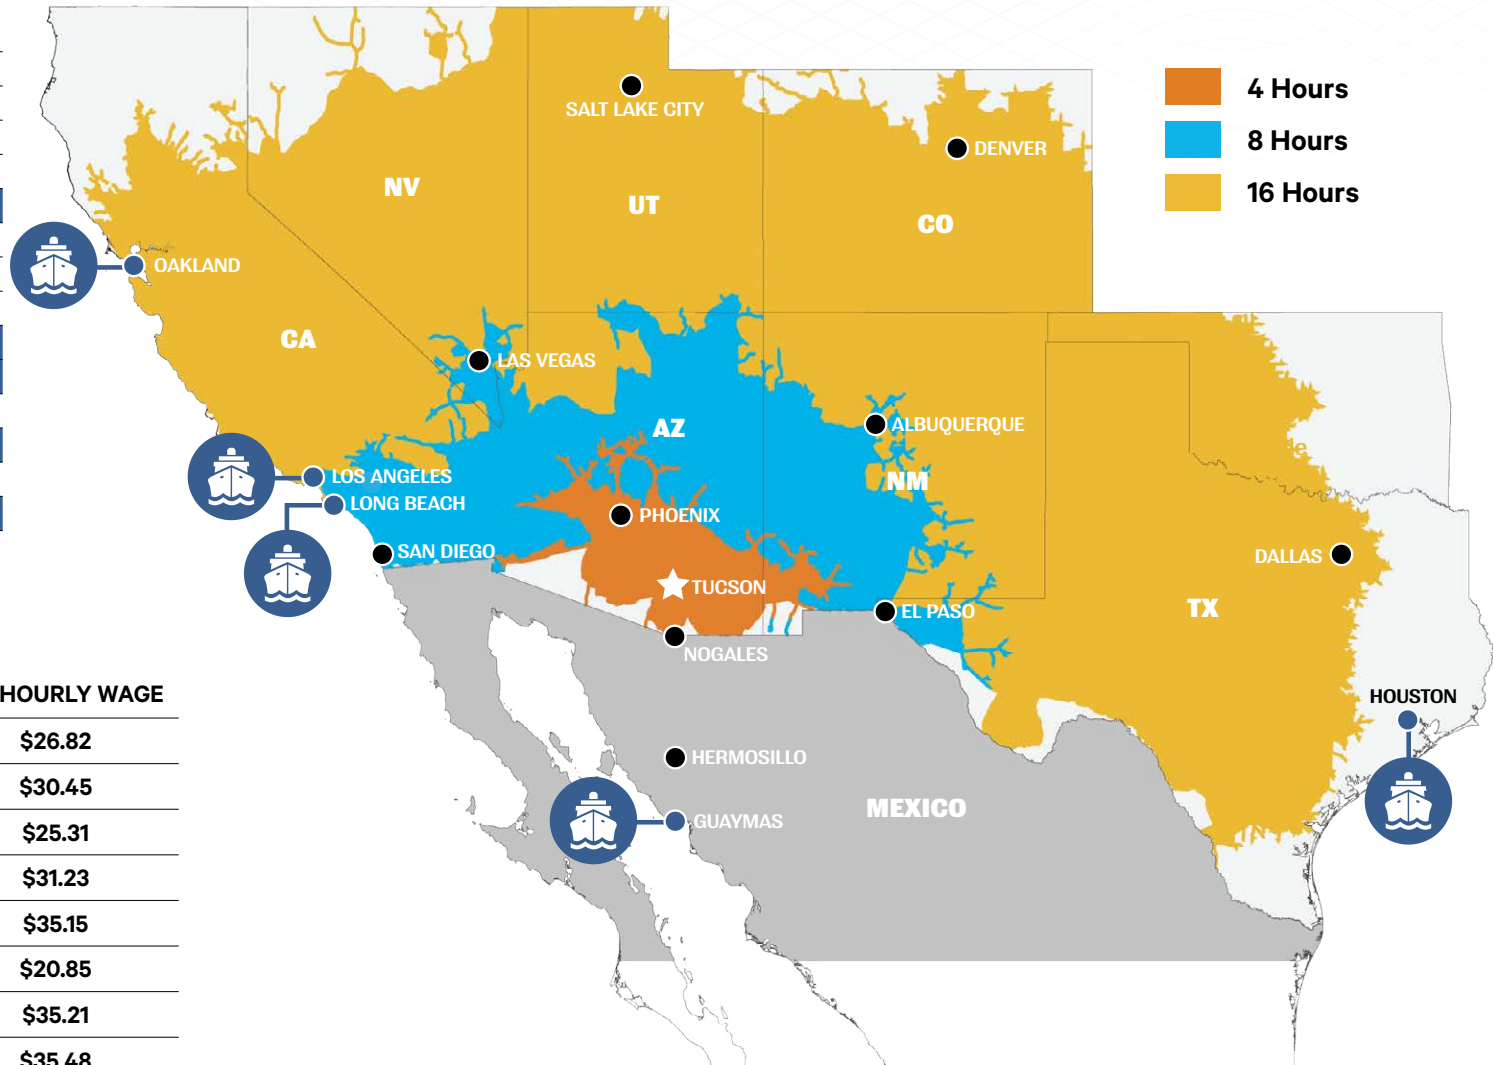 4 Hours
8 Hours
16 Hours
SALT LAKE CITY
DENVER
NV
UT
CO
OAKLAND
CA
LAS VEGAS
AZ
ALBUQUERQUE
NM
LOS ANGELES
LONG BEACH
PHOENIX
SAN DIEGO
DALLAS
TUCSON
EL PASO
TX
NOGALES
HOUSTON
HERMOSILLO
MEXICO
GUAYMAS
HOURLY WAGE
$26.82
$30.45
$25.31
$31.23
$35.15
$20.85
$35.21
$35.48